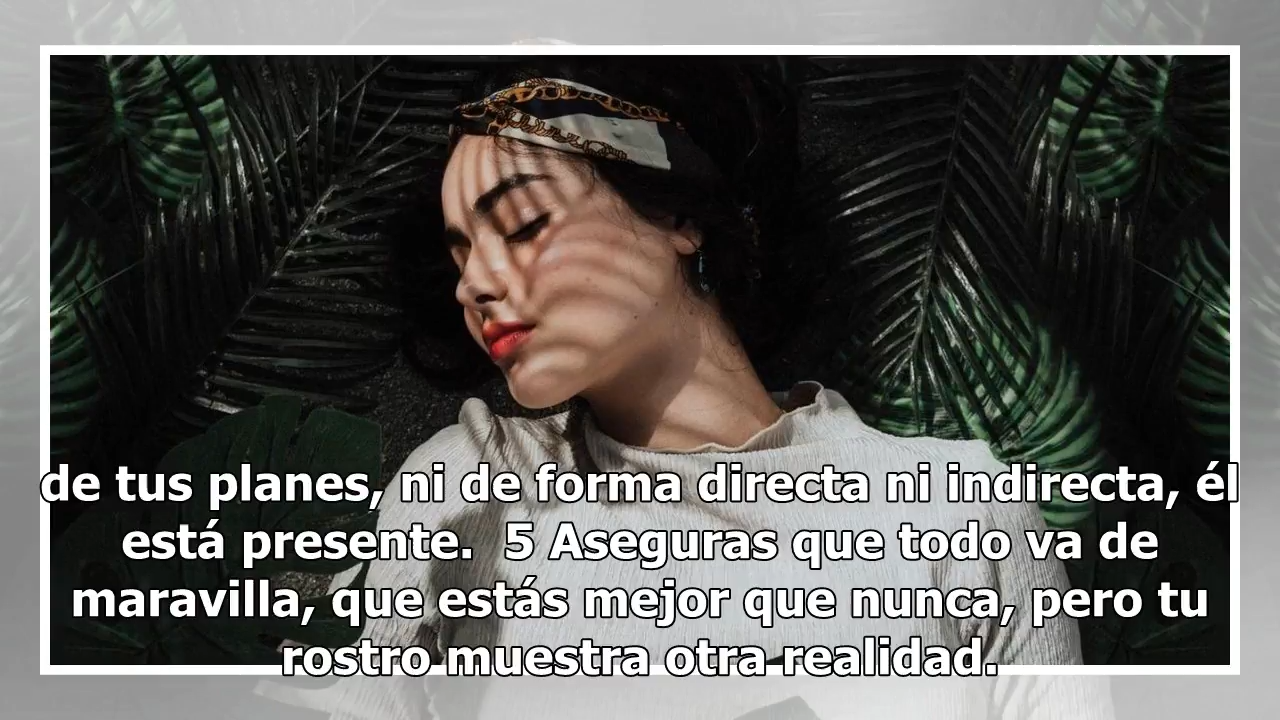 de tus planes, ni de forma directa ni indirecta, él
está presente.  5 Aseguras que todo va de
maravilla, que estás mejor que nunca, pero tu
rostro muestra otra realidad.